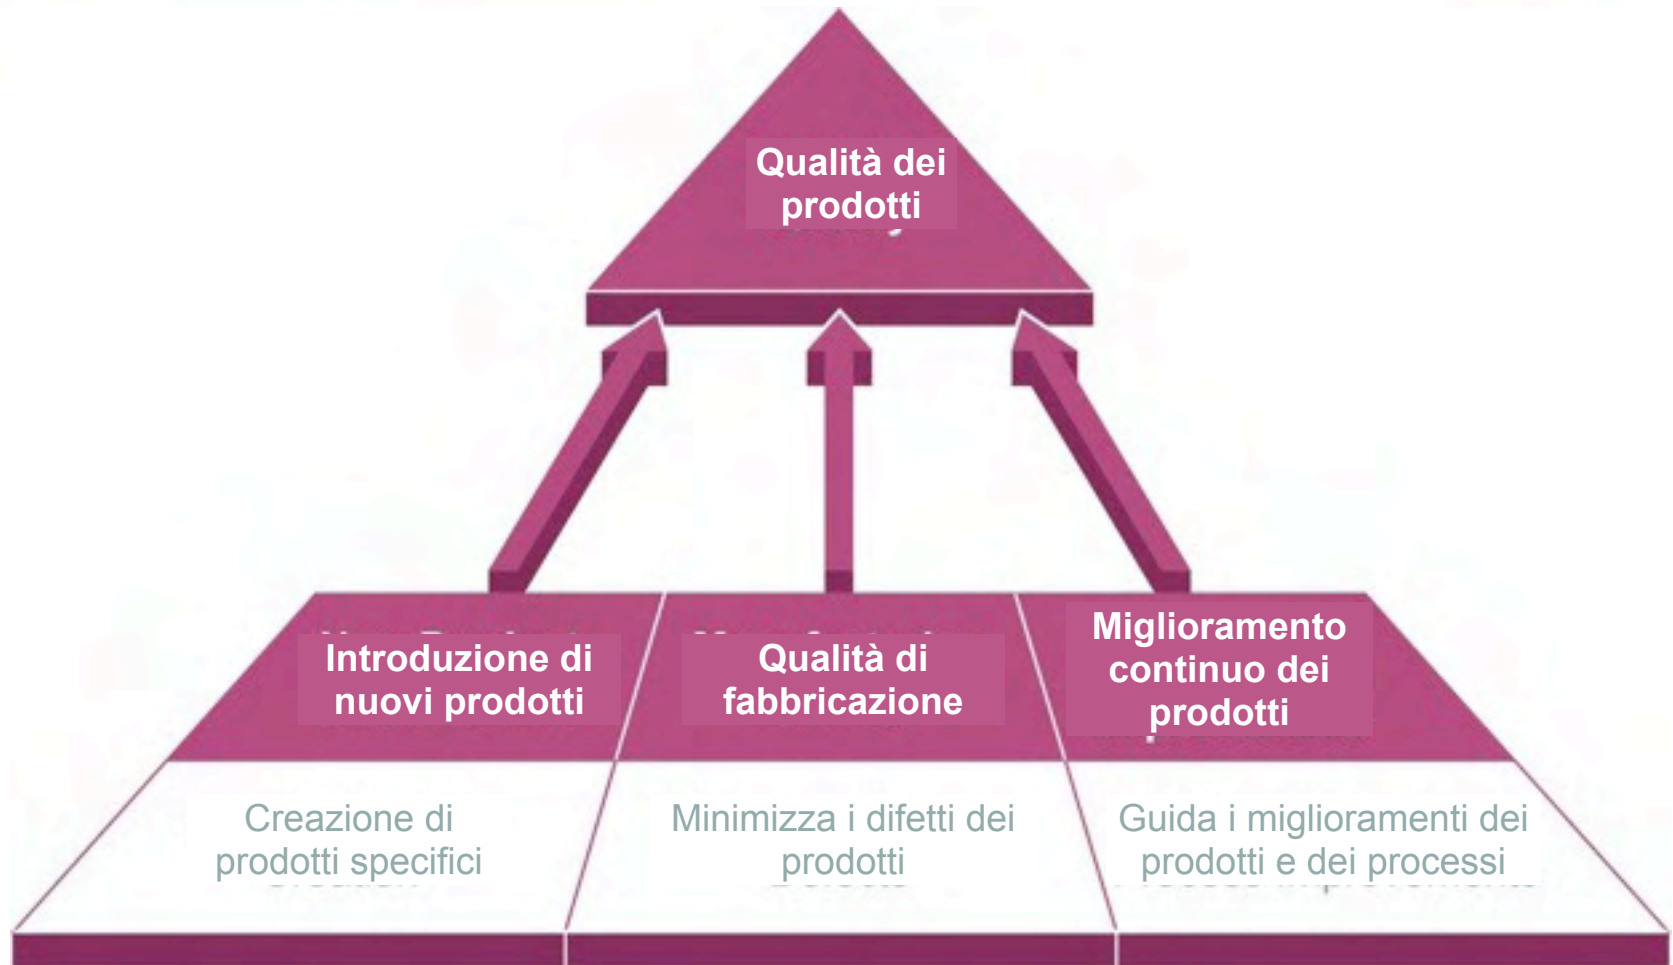 Qualità dei
prodotti
Introduzione di
nuovi prodotti
Qualità di
fabbricazione
Miglioramento
continuo dei
prodotti
Creazione di
prodotti specifici
Minimizza i difetti dei
prodotti
Guida i miglioramenti dei
prodotti e dei processi